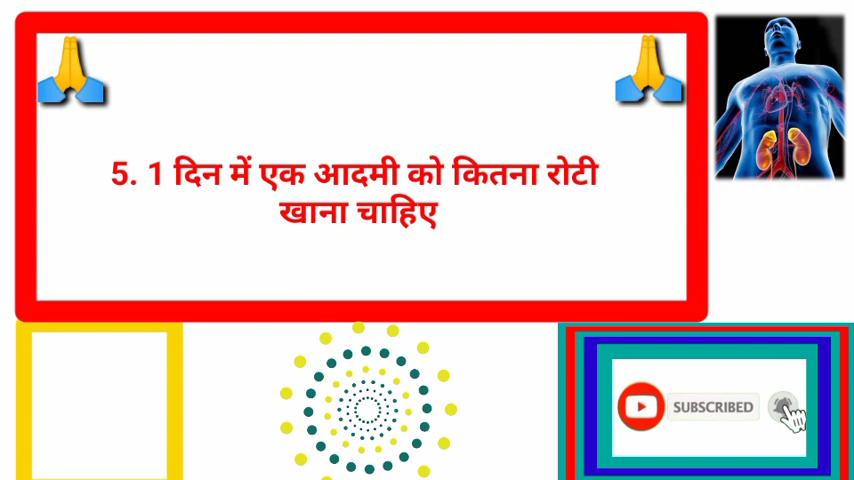 5. 1 दिन में एक आदमी को कितना रोटी
खाना चाहिए
SUBSCRIBED